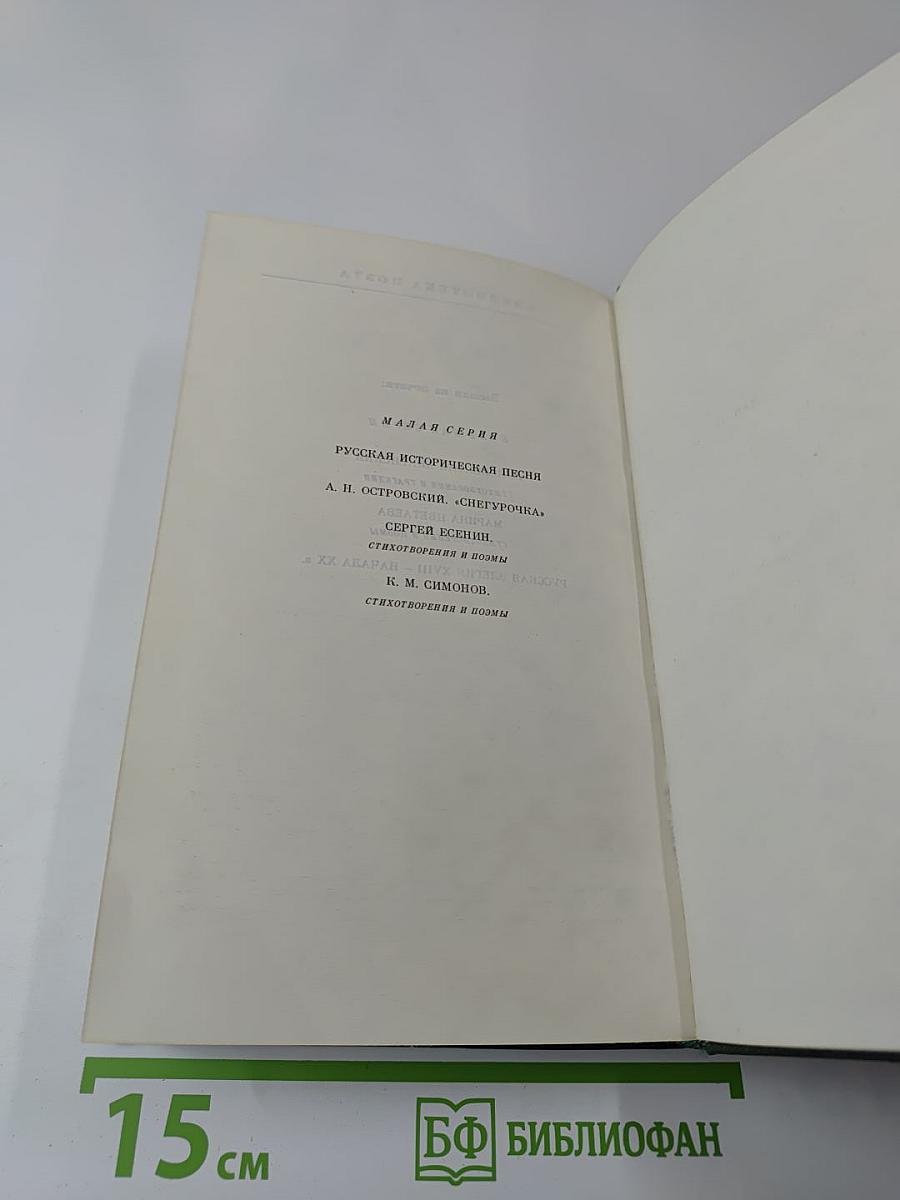 МАЛАЯ СЕРИЯ
РУССКАЯ ИСТОРИЧЕСКАЯ ПЕСНЯ
А. Н. ОСТРОВСКИЙ. «СНЕГУРОЧКА»
СЕРГЕЙ ЕСЕНИН.
СТИХОТВОРЕНИЯ И ПОЭМЫ
К. М. СИМОНОВ.
СТИХОТВОРЕНИЯ И ПОЭМЫ
15 см
БФ БИБЛИОФАН